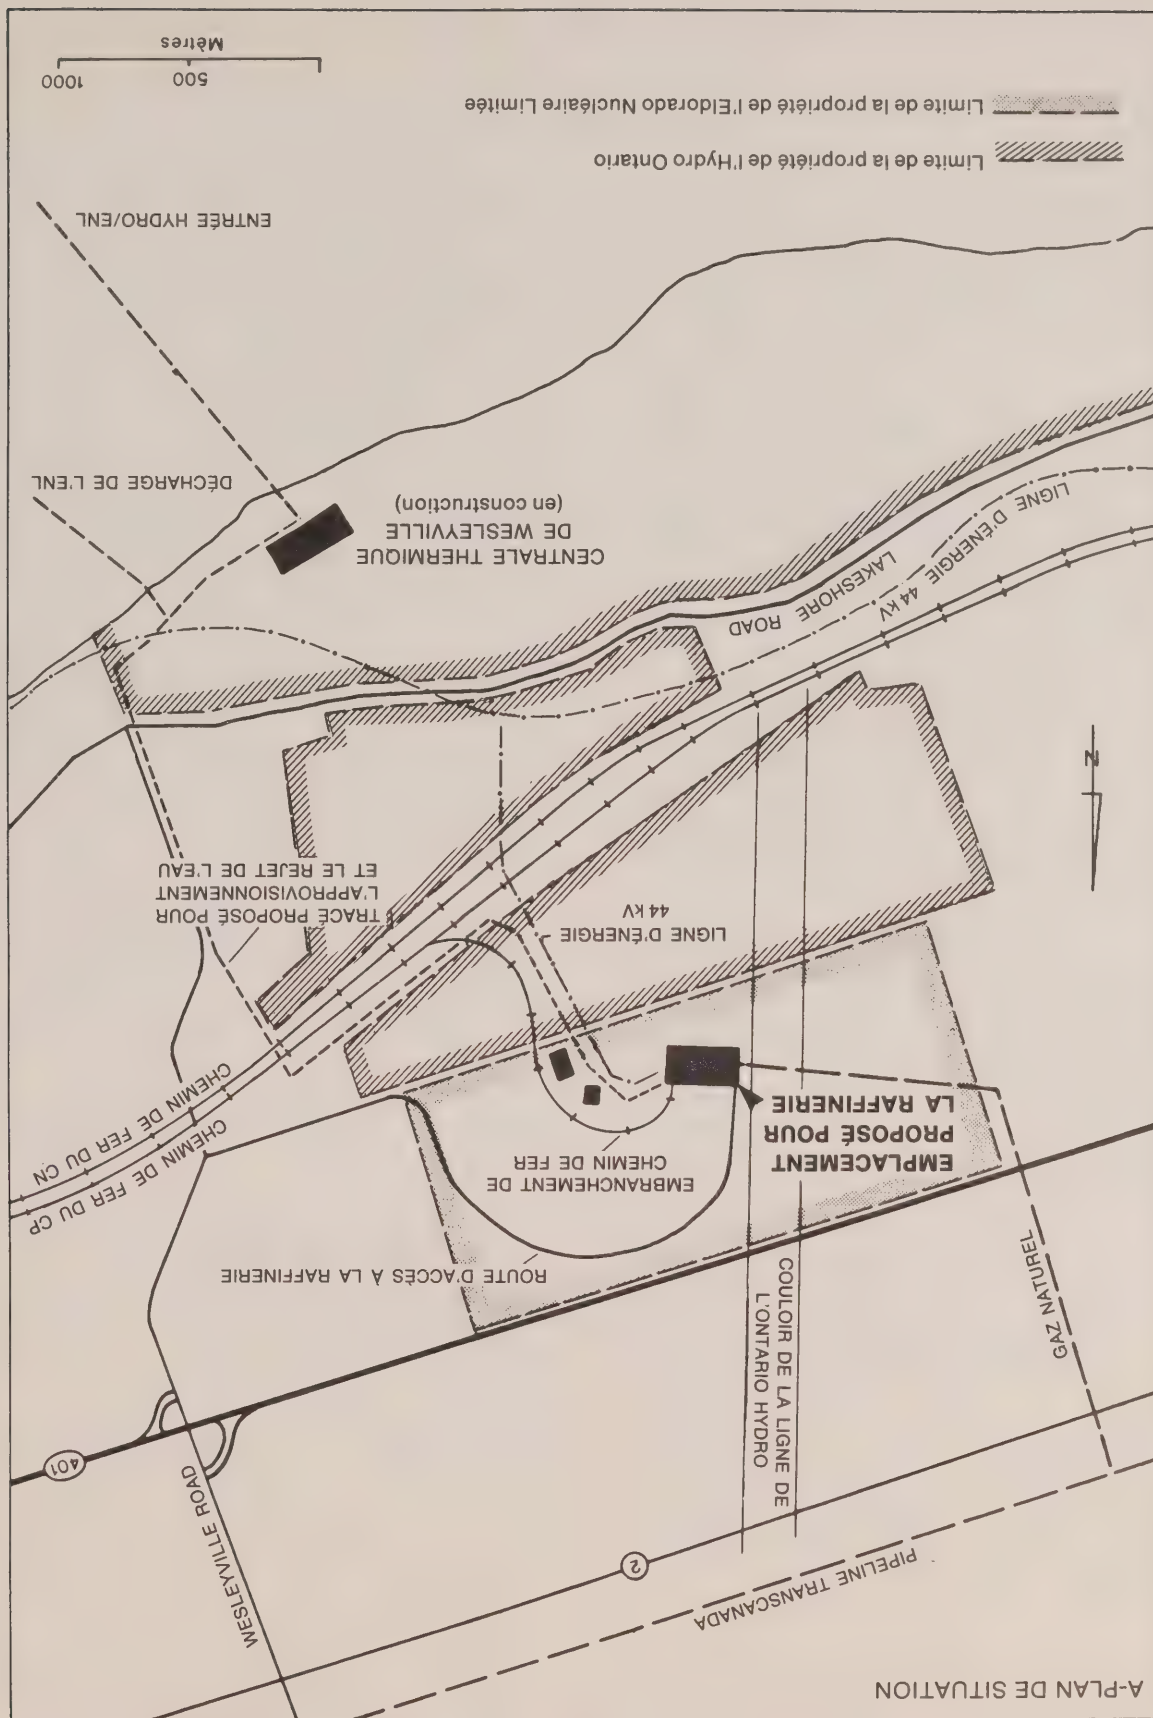 A-PLAN DE SITUATION
PIPELINE TRANSCANADA
2
WESLEYVILLE ROAD
401
COULOIR DE LA LIGNE DE
L'ONTARIO HYDRO
GAZ NATUREL
ROUTE D'ACCÈS À LA RAFFINERIE
EMBRANCHEMENT DE
CHEMIN DE FER
EMPLACEMENT
PROPOSÉ POUR
LA RAFFINERIE
CHEMIN DE FER DU CP
CHEMIN DE FER DU CN
LIGNE D'ÉNERGIE
44 KV
TRACÉ PROPOSÉ POUR
L'APPROVISIONNEMENT
ET LE REJET DE L'EAU
N
LAKESHORE ROAD
LIGNE D'ÉNERGIE 44 KV
CENTRALE THERMIQUE
DE WESLEYVILLE
(en construction)
DÉCHARGE DE L'ENL
ENTRÉE HYDRO/ENL
Limite de la propriété de l'Hydro Ontario
Limite de la propriété de l'Eldorado Nucléaire Limitée
500
1000
Mètres